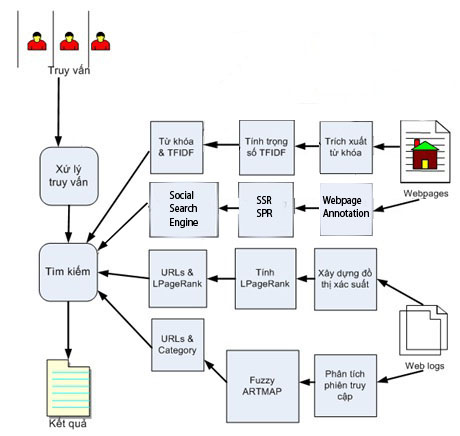 Truy vấn
Xử lý
truy vấn
Tìm kiếm
Kết quả
Từ khóa
& TFIDF
Tính trọng
số TFIDF
Trích xuất
từ khóa
Webpages
Social
Search
Engine
SSR
SPR
Webpage
Annotation
URLs &
LPageRank
Tính
LPageRank
Xây dựng đồ
thị xác suất
Web logs
URLs &
Category
Fuzzy
ARTMAP
Phân tích
phiên truy
cập